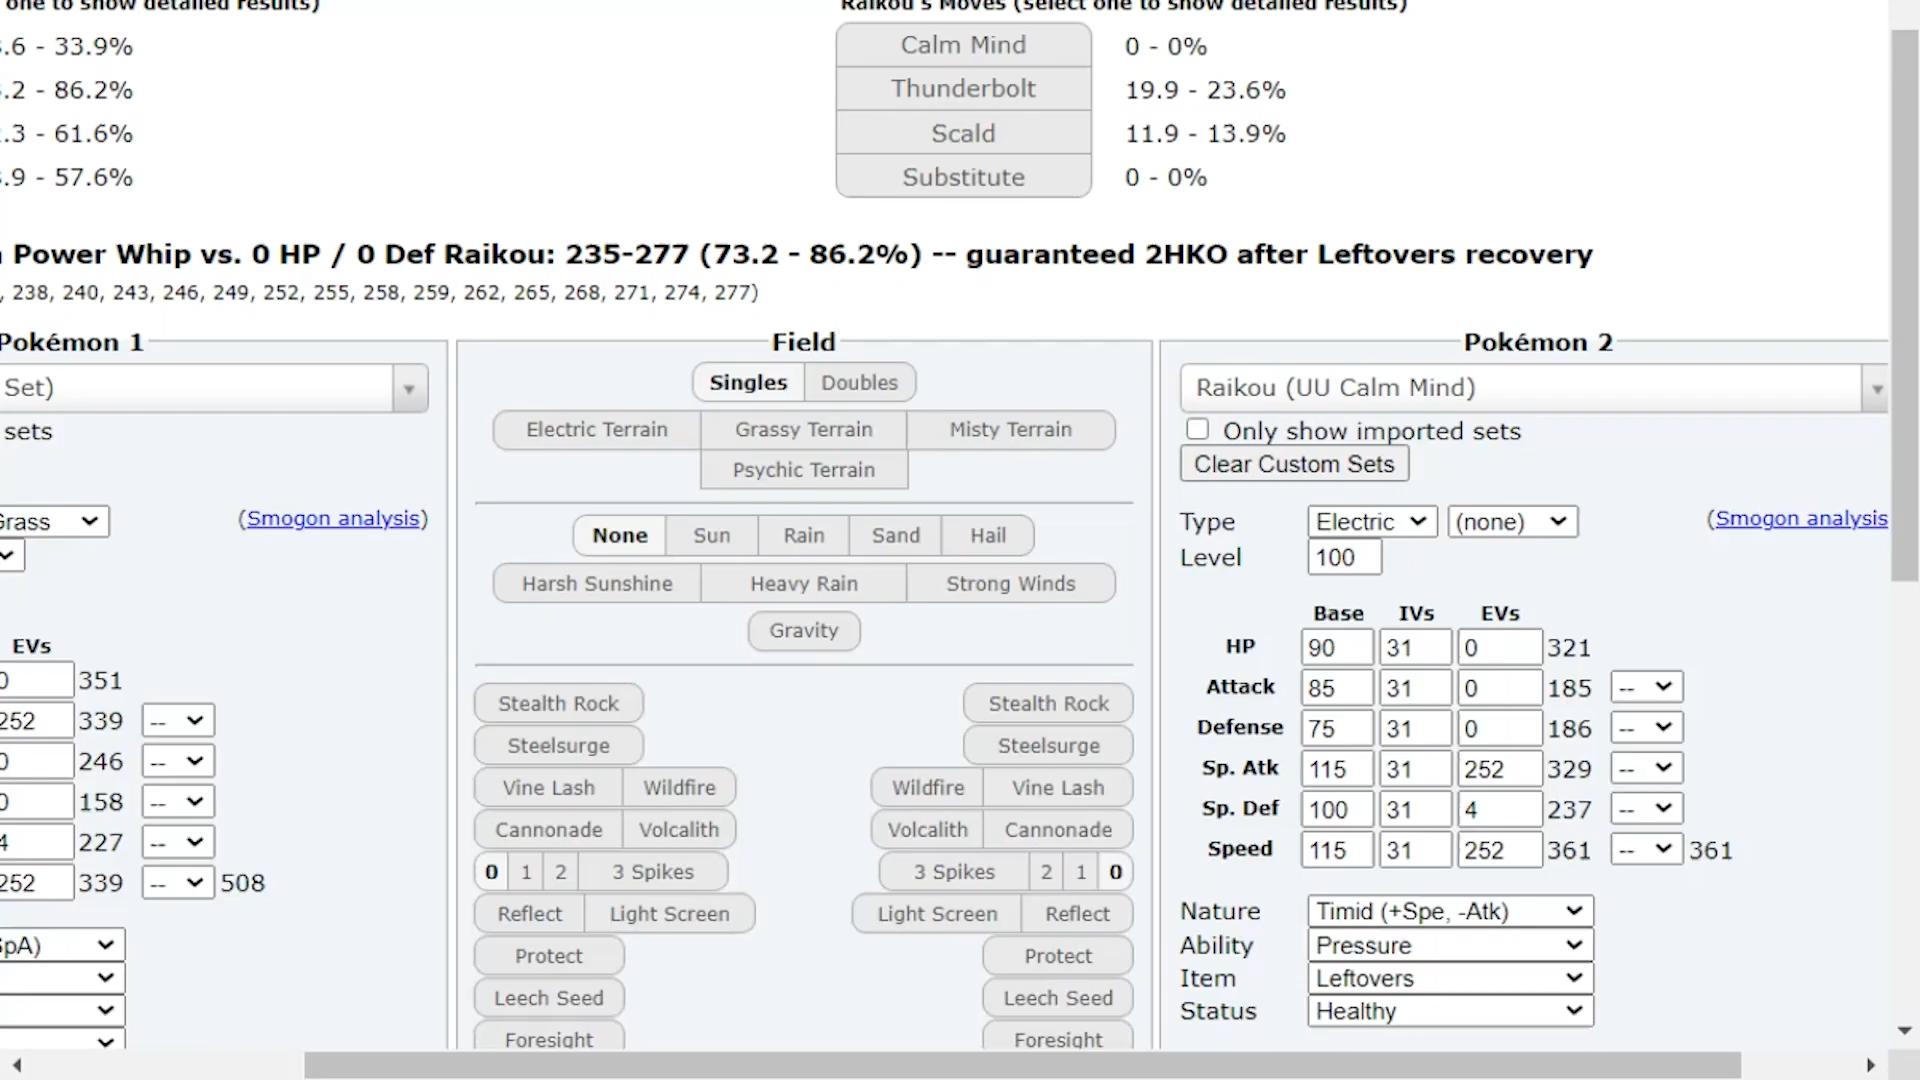 one to show detailed results)
Raikou's Moves (select one to show detailed results)
.6 - 33.9%
Calm Mind 0 - 0%
.2 - 86.2%
Thunderbolt 19.9 - 23.6%
.3 - 61.6%
Scald 11.9 - 13.9%
.9 - 57.6%
Substitute 0 - 0%
Power Whip vs. 0 HP / 0 Def Raikou: 235-277 (73.2 - 86.2%) -- guaranteed 2HKO after Leftovers recovery
, 238, 240, 243, 246, 249, 252, 255, 258, 259, 262, 265, 268, 271, 274, 277)
Pokémon 1
Set)
sets
Grass
(Smogon analysis)
EVs
0 351
252 339 --
0 246 --
0 158 --
4 227 --
252 339 -- 508
SpA)
Field
Singles Doubles
Electric Terrain Grassy Terrain Misty Terrain
Psychic Terrain
None Sun Rain Sand Hail
Harsh Sunshine Heavy Rain Strong Winds
Gravity
Stealth Rock Stealth Rock
Steelsurge Steelsurge
Vine Lash Wildfire Wildfire Vine Lash
Cannonade Volcalith Volcalith Cannonade
0 1 2 3 Spikes 3 Spikes 2 1 0
Reflect Light Screen Light Screen Reflect
Protect Protect
Leech Seed Leech Seed
Foresight Foresight
Pokémon 2
Raikou (UU Calm Mind)
Only show imported sets
Clear Custom Sets
Type Electric (none) (Smogon analysis
Level 100
Base IVs EVs
HP 90 31 0 321
Attack 85 31 0 185 --
Defense 75 31 0 186 --
Sp. Atk 115 31 252 329 --
Sp. Def 100 31 4 237 --
Speed 115 31 252 361 -- 361
Nature Timid (+Spe, -Atk)
Ability Pressure
Item Leftovers
Status Healthy